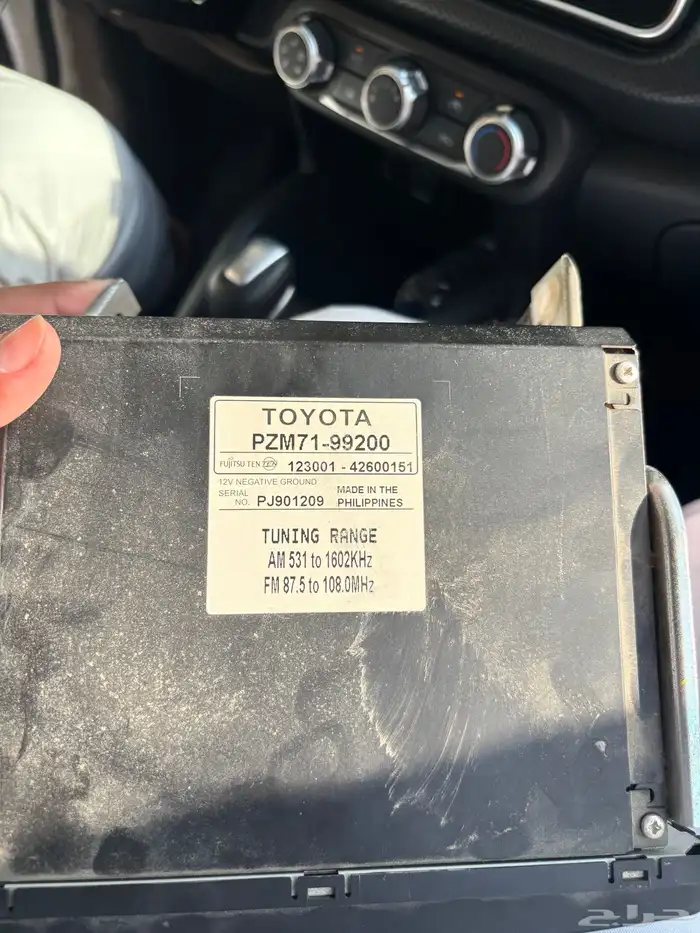 TOYOTA
PZM71-99200
FUJITSU TEN TEN 123001 - 42600151
12V NEGATIVE GROUND
SERIAL NO. PJ901209 MADE IN THE PHILIPPINES
TUNING RANGE
AM 531 to 1602KHz
FM 87.5 to 108.0MHz
حراج